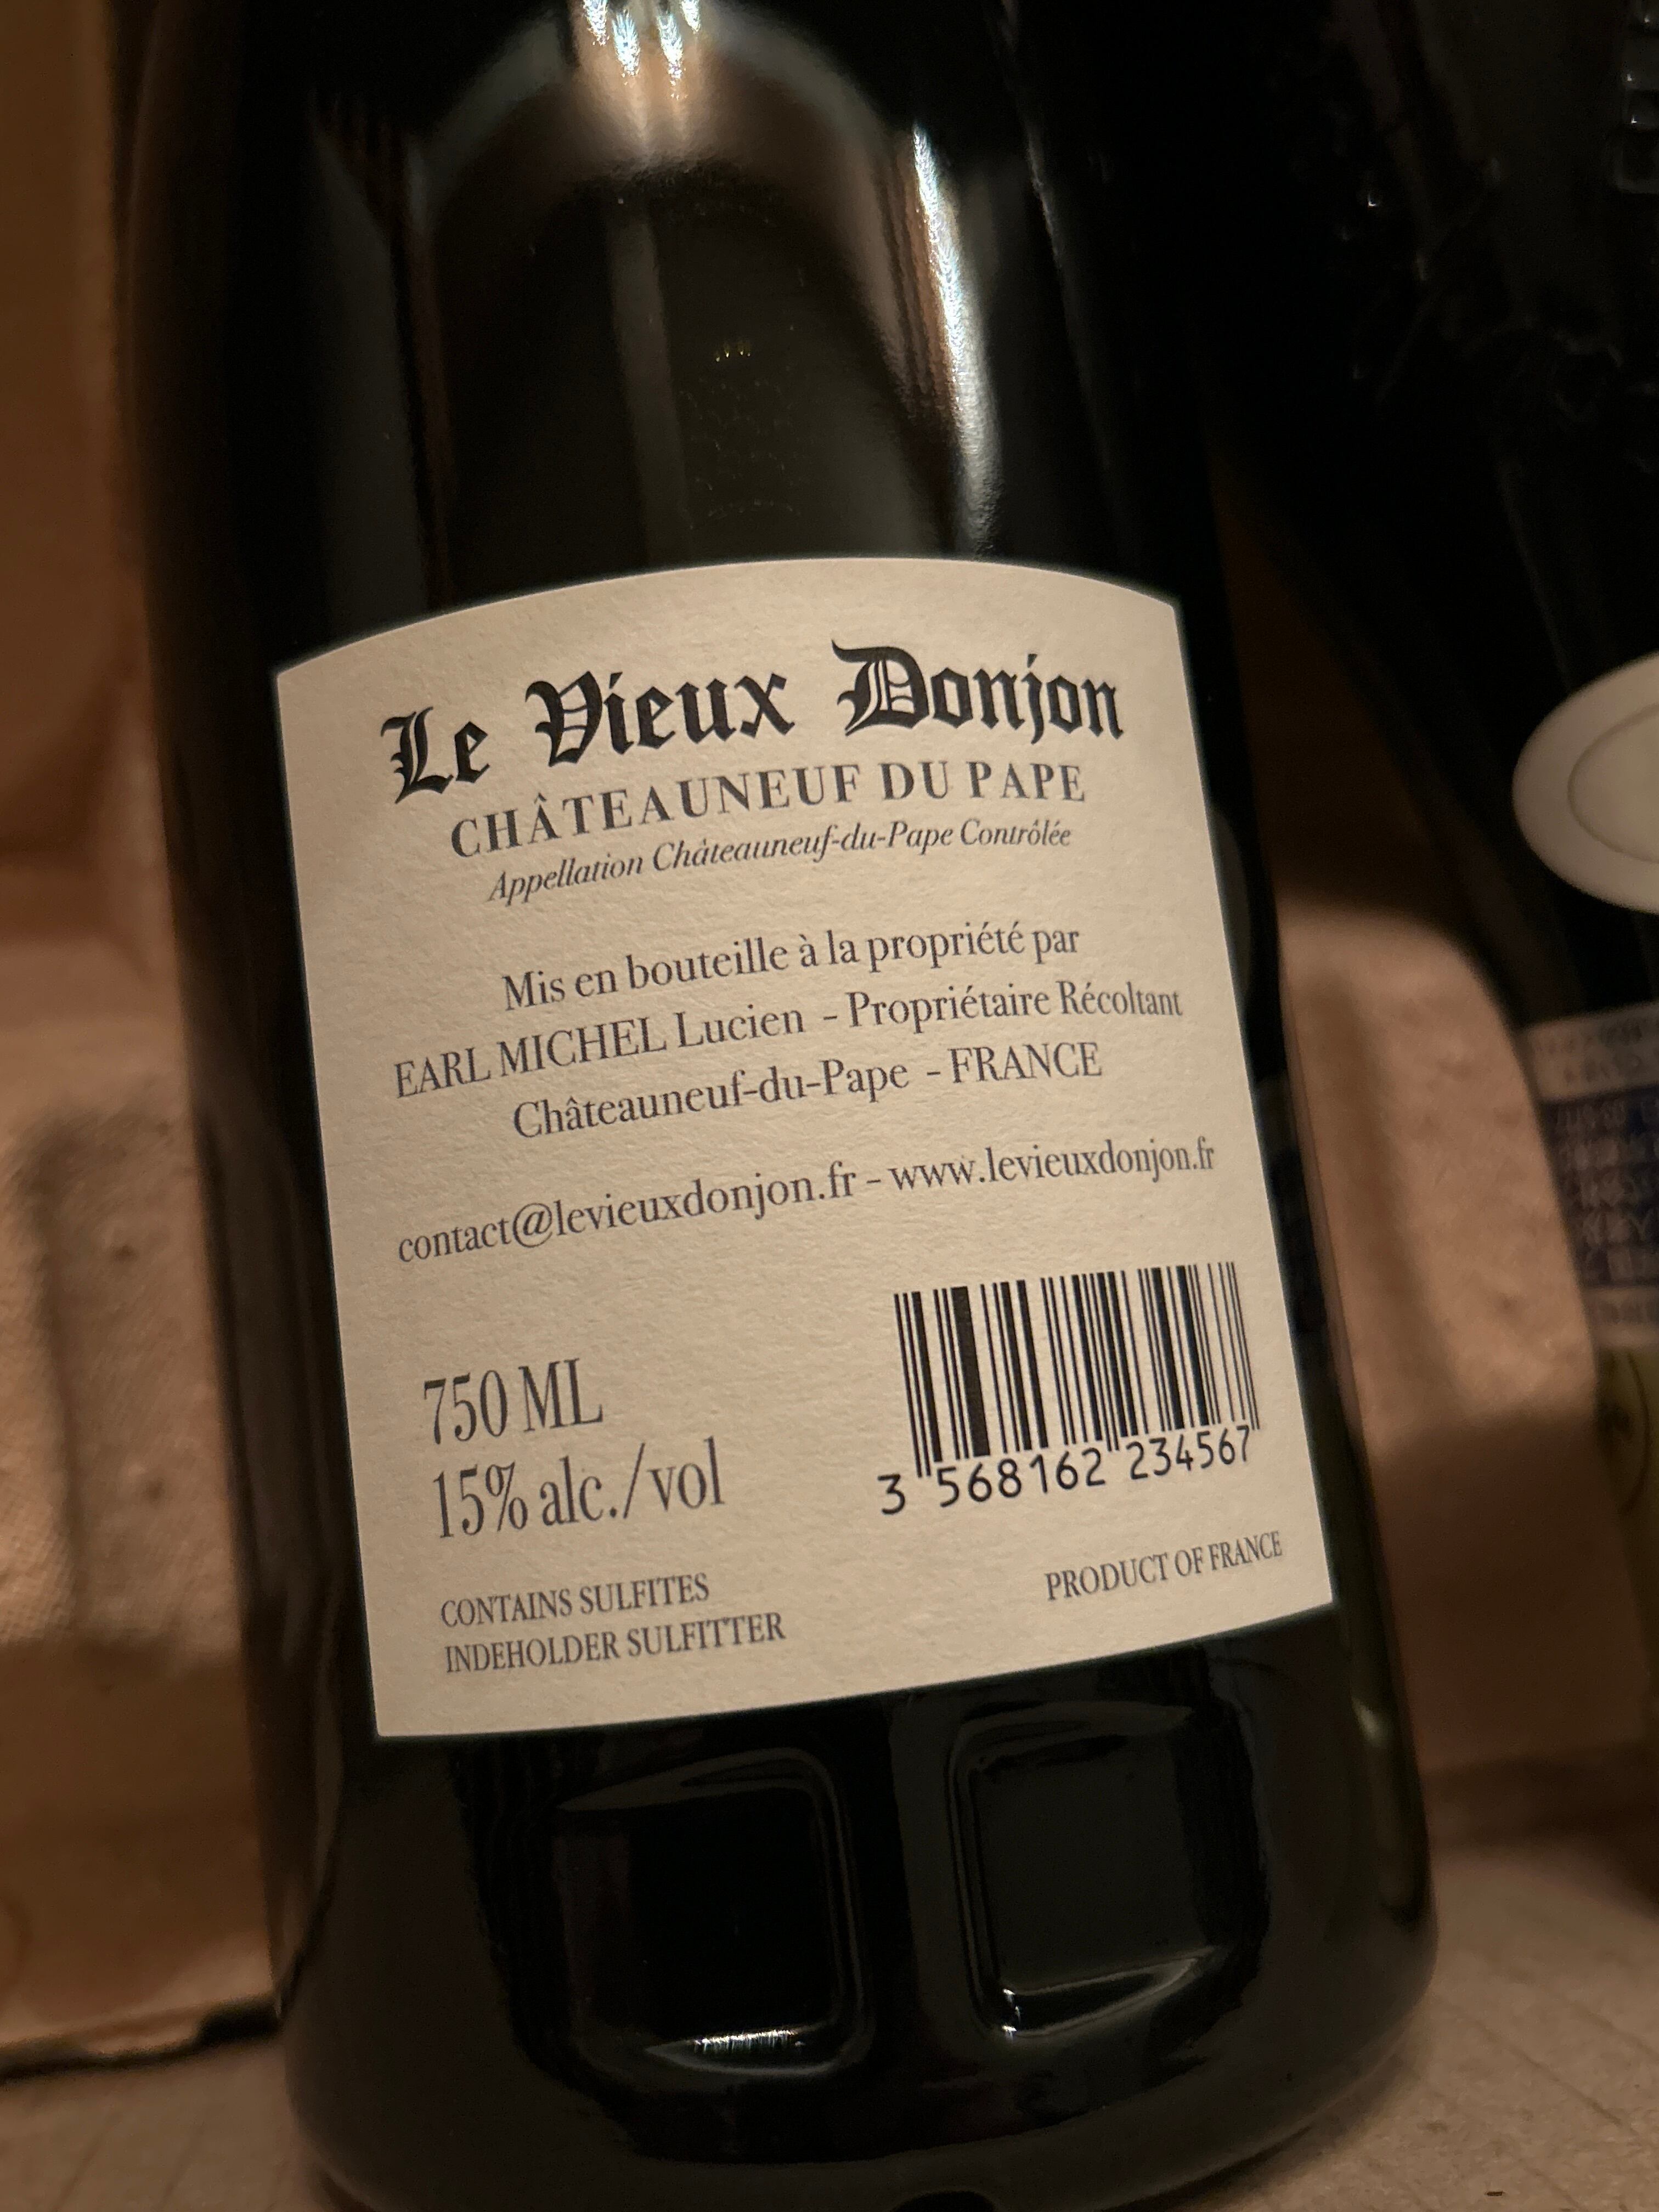 Le Vieux Donjon
CHÂTEAUNEUF DU PAPE
Appellation Châteauneuf-du-Pape Contrôlée
Mis en bouteille à la propriété par
EARL MICHEL Lucien - Propriétaire Récoltant
Châteauneuf-du-Pape - FRANCE
contact@levieuxdonjon.fr - www.levieuxdonjon.fr
750 ML
15% alc./vol
3 568162 234567
CONTAINS SULFITES
INDEHOLDER SULFITTER
PRODUCT OF FRANCE